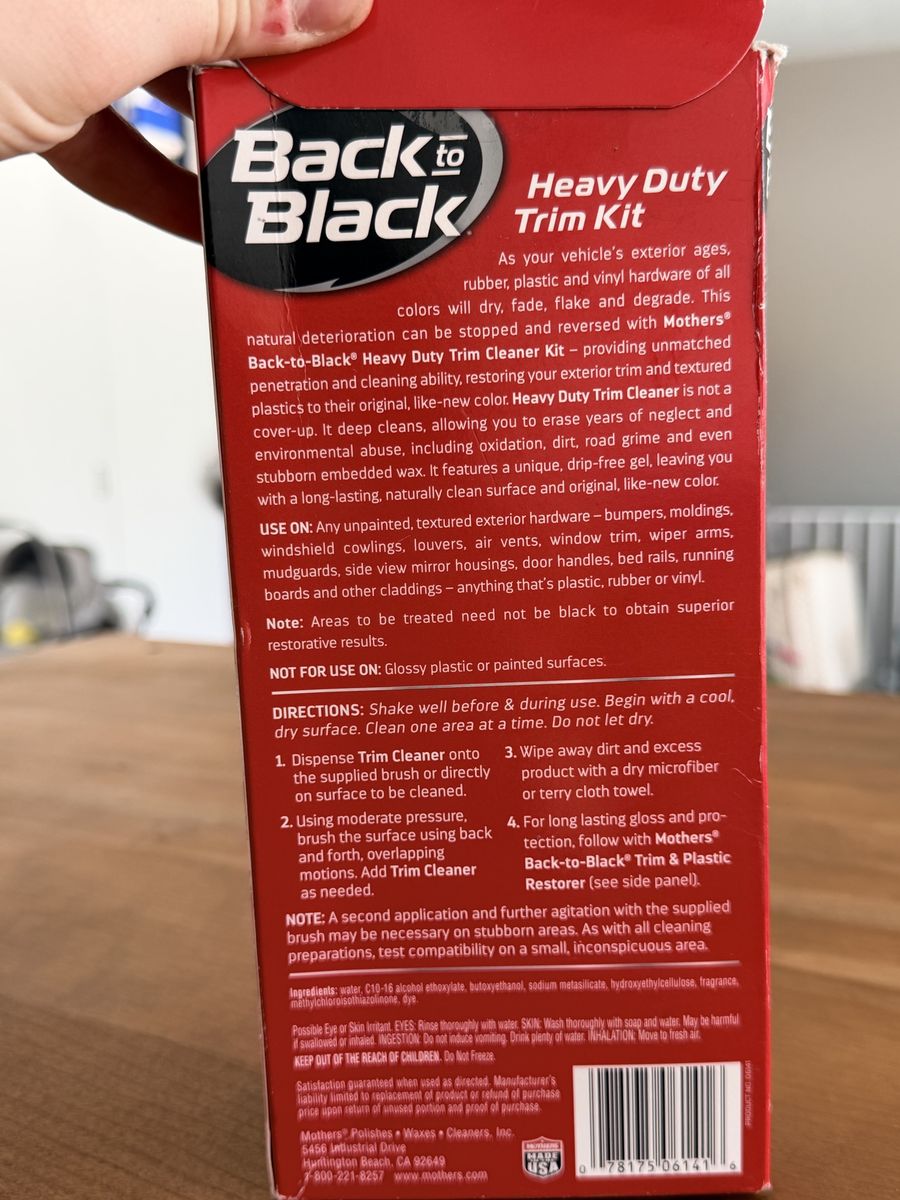 Back to
Black®
Heavy Duty
Trim Kit
As your vehicle's exterior ages,
rubber, plastic and vinyl hardware of all
colors will dry, fade, flake and degrade. This
natural deterioration can be stopped and reversed with Mothers®
Back-to-Black® Heavy Duty Trim Cleaner Kit – providing unmatched
penetration and cleaning ability, restoring your exterior trim and textured
plastics to their original, like-new color. Heavy Duty Trim Cleaner is not a
cover-up. It deep cleans, allowing you to erase years of neglect and
environmental abuse, including oxidation, dirt, road grime and even
stubborn embedded wax. It features a unique, drip-free gel, leaving you
with a long-lasting, naturally clean surface and original, like-new color.
USE ON: Any unpainted, textured exterior hardware – bumpers, moldings,
windshield cowlings, louvers, air vents, window trim, wiper arms,
mudguards, side view mirror housings, door handles, bed rails, running
boards and other claddings – anything that's plastic, rubber or vinyl.
Note: Areas to be treated need not be black to obtain superior
restorative results.
NOT FOR USE ON: Glossy plastic or painted surfaces.
DIRECTIONS: Shake well before & during use. Begin with a cool,
dry surface. Clean one area at a time. Do not let dry.
1. Dispense Trim Cleaner onto
the supplied brush or directly
on surface to be cleaned.
2. Using moderate pressure,
brush the surface using back
and forth, overlapping
motions. Add Trim Cleaner
as needed.
3. Wipe away dirt and excess
product with a dry microfiber
or terry cloth towel.
4. For long lasting gloss and pro-
tection, follow with Mothers®
Back-to-Black® Trim & Plastic
Restorer (see side panel).
NOTE: A second application and further agitation with the supplied
brush may be necessary on stubborn areas. As with all cleaning
preparations, test compatibility on a small, inconspicuous area.
Ingredients: water, C10-16 alcohol ethoxylate, butoxyethanol, sodium metasilicate, hydroxyethylcellulose, fragrance,
methylchloroisothiazolinone, dye.
Possible Eye or Skin Irritant. EYES: Rinse thoroughly with water. SKIN: Wash thoroughly with soap and water. May be harmful
if swallowed or inhaled. INGESTION: Do not induce vomiting. Drink plenty of water. INHALATION: Move to fresh air.
KEEP OUT OF THE REACH OF CHILDREN. Do Not Freeze.
Satisfaction guaranteed when used as directed. Manufacturer's
liability limited to replacement of product or refund of purchase
price upon return of unused portion and proof of purchase.
Mothers® Polishes • Waxes • Cleaners, Inc.
5456 Industrial Drive
Huntington Beach, CA 92649
1-800-221-8257 www.mothers.com
MOTHERS
MADE
USA
0 78175 06141 6
PRODUCT NO. 06141